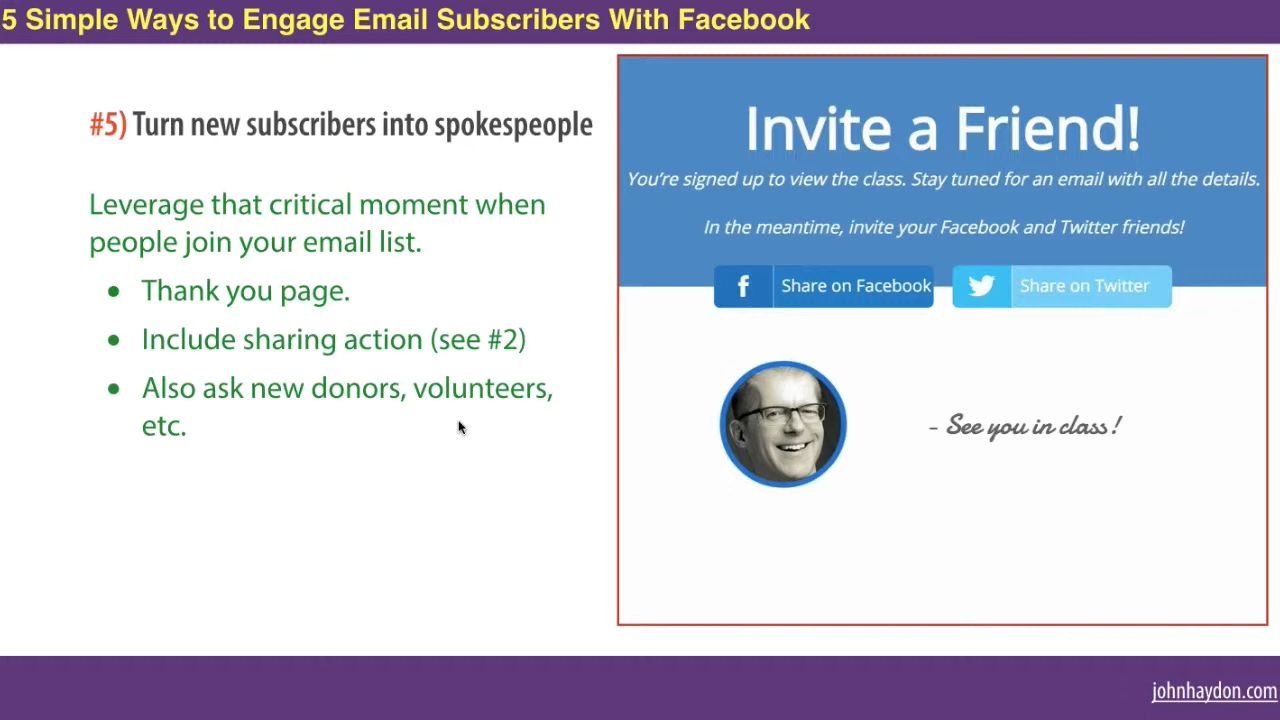 5 Simple Ways to Engage Email Subscribers With Facebook
#5) Turn new subscribers into spokespeople
Leverage that critical moment when
people join your email list.
• Thank you page.
• Include sharing action (see #2)
• Also ask new donors, volunteers,
etc.
Invite a Friend!
You're signed up to view the class. Stay tuned for an email with all the details.
In the meantime, invite your Facebook and Twitter friends!
f Share on Facebook
Share on Twitter
- See you in class!
johnhaydon.com